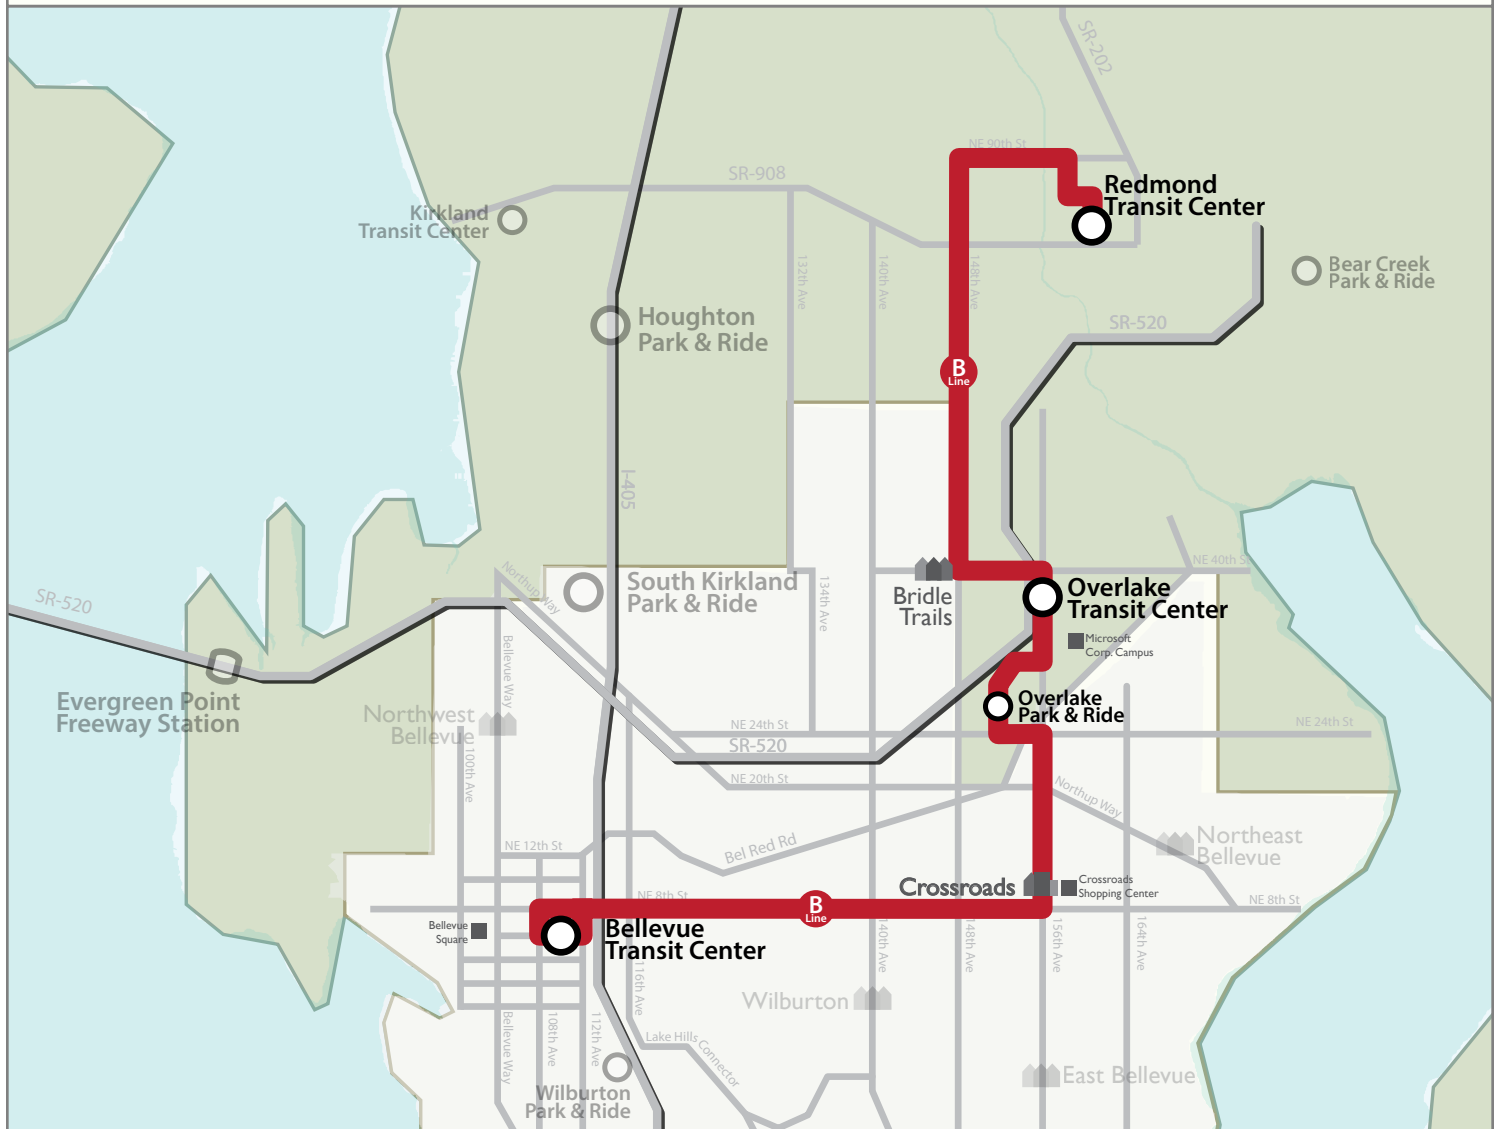 SR-202
NE 90th St
SR-908
Redmond
Transit Center
Kirkland
Transit Center
132th Ave
140th Ave
148th Ave
Bear Creek
Park & Ride
Houghton
Park & Ride
SR-520
B
Line
I-405
NE 40th St
Northup Way
South Kirkland
Park & Ride
134th Ave
Bridle
Trails
Overlake
Transit Center
SR-520
Microsoft
Corp. Campus
Bellevue Way
Evergreen Point
Freeway Station
Overlake
Park & Ride
Northwest
Bellevue
NE 24th St
NE 24th St
SR-520
100th Ave
NE 20th St
Northup Way
Northeast
Bellevue
NE 12th St
Bel Red Rd
Crossroads
Crossroads
Shopping Center
NE 8th St
NE 8th St
B
Line
Bellevue
Square
Bellevue
Transit Center
140th Ave
148th Ave
156th Ave
164th Ave
116th Ave
Wilburton
Bellevue Way
108th Ave
112th Ave
Lake Hills Connector
East Bellevue
Wilburton
Park & Ride